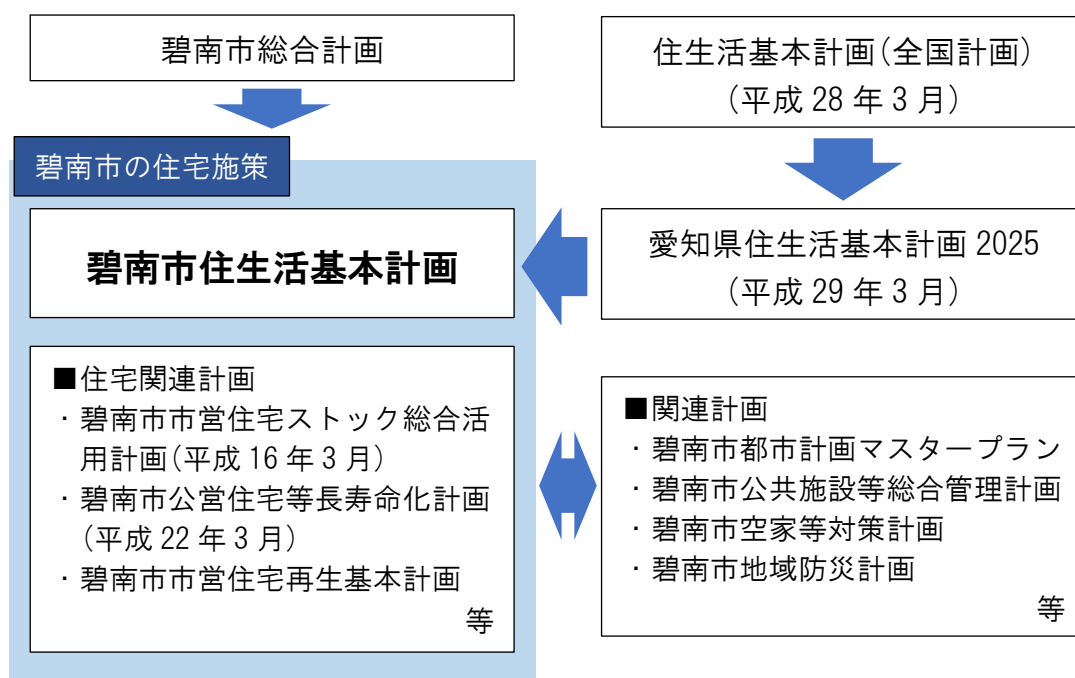 碧南市総合計画
住生活基本計画(全国計画)
(平成 28 年 3 月)
碧南市の住宅施策
碧南市住生活基本計画
愛知県住生活基本計画 2025
(平成 29 年 3 月)
■住宅関連計画
・碧南市市営住宅ストック総合活
用計画(平成 16 年 3 月)
・碧南市公営住宅等長寿命化計画
(平成 22 年 3 月)
・碧南市市営住宅再生基本計画
等
■関連計画
・碧南市都市計画マスタープラン
・碧南市公共施設等総合管理計画
・碧南市空家等対策計画
・碧南市地域防災計画
等